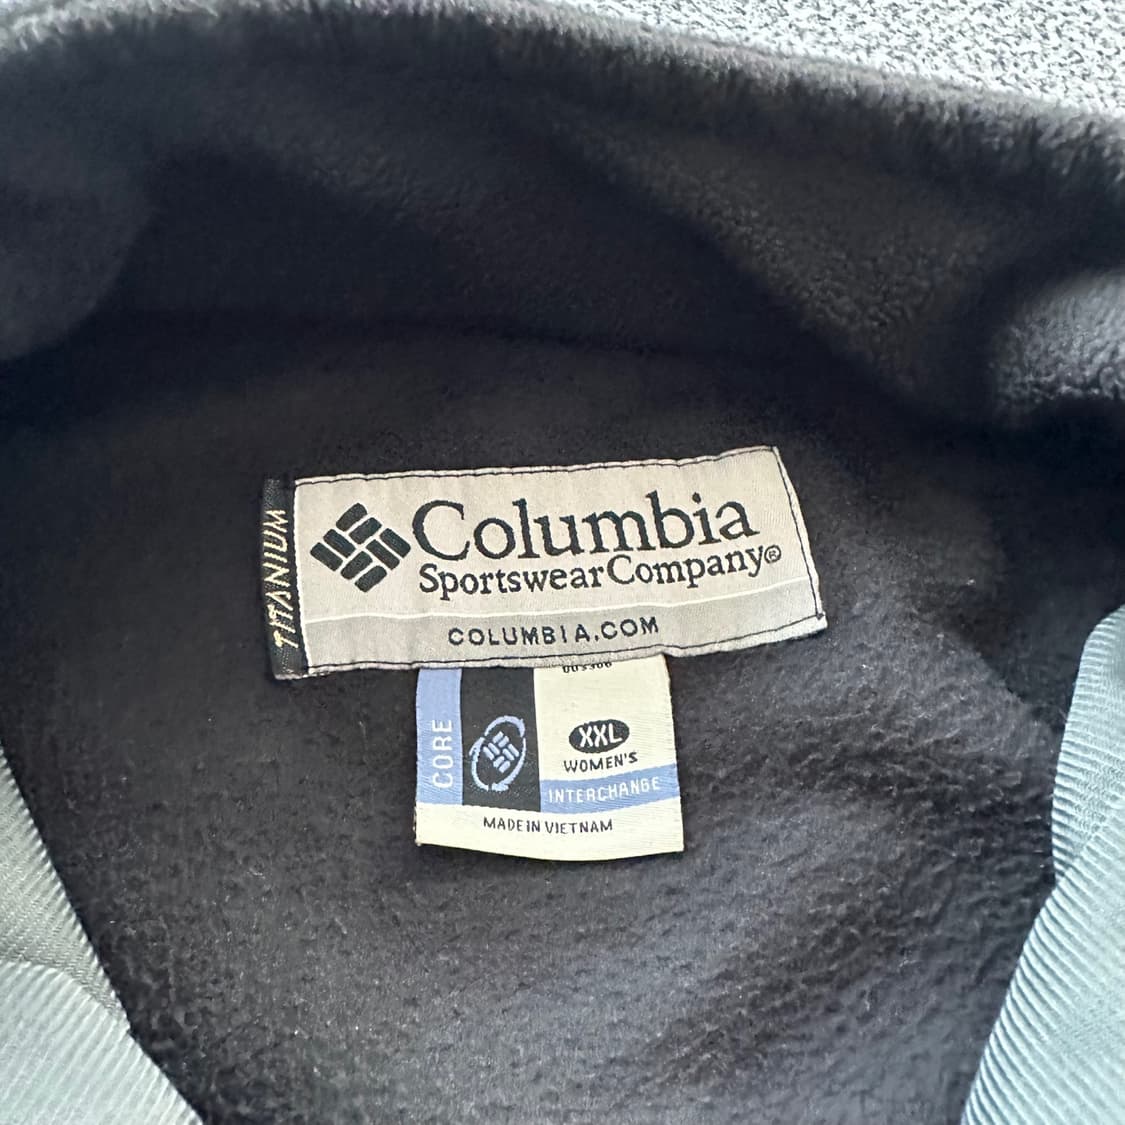 TITANIUM
Columbia
Sportswear Company®
COLUMBIA.COM
CORE
XXL
WOMEN'S
INTERCHANGE
MADE IN VIETNAM